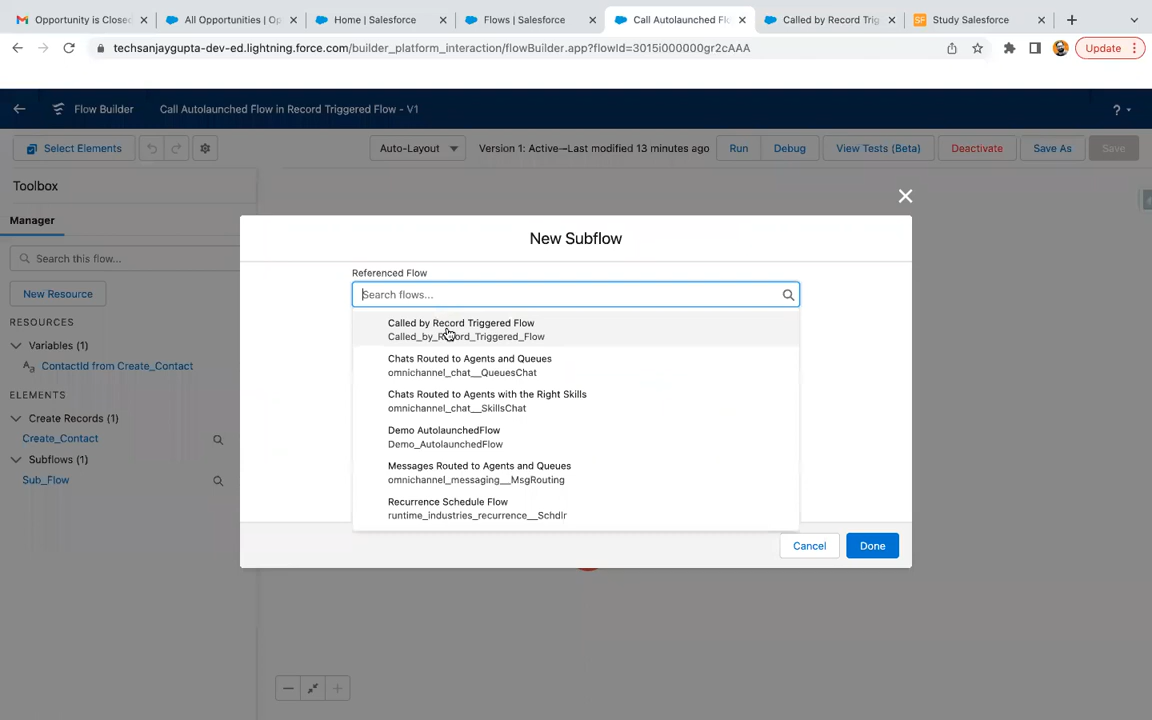 Opportunity is Closed
All Opportunities | Op
Home | Salesforce
Flows | Salesforce
Call Autolaunched Flo
Called by Record Trig
Study Salesforce
techsanjaygupta-dev-ed.lightning.force.com/builder_platform_interaction/flowBuilder.app?flowId=3015i000000gr2cAAA
Update
Flow Builder
Call Autolaunched Flow in Record Triggered Flow - V1
?
Select Elements
Auto-Layout
Version 1: Active—Last modified 13 minutes ago
Run
Debug
View Tests (Beta)
Deactivate
Save As
Save
Toolbox
Manager
Search this flow...
New Resource
RESOURCES
Variables (1)
ContactId from Create_Contact
ELEMENTS
Create Records (1)
Create_Contact
Subflows (1)
Sub_Flow
New Subflow
Referenced Flow
Search flows...
Called by Record Triggered Flow
Called_by_Record_Triggered_Flow
Chats Routed to Agents and Queues
omnichannel_chat__QueuesChat
Chats Routed to Agents with the Right Skills
omnichannel_chat__SkillsChat
Demo AutolaunchedFlow
Demo_AutolaunchedFlow
Messages Routed to Agents and Queues
omnichannel_messaging__MsgRouting
Recurrence Schedule Flow
runtime_industries_recurrence__Schdlr
Cancel
Done